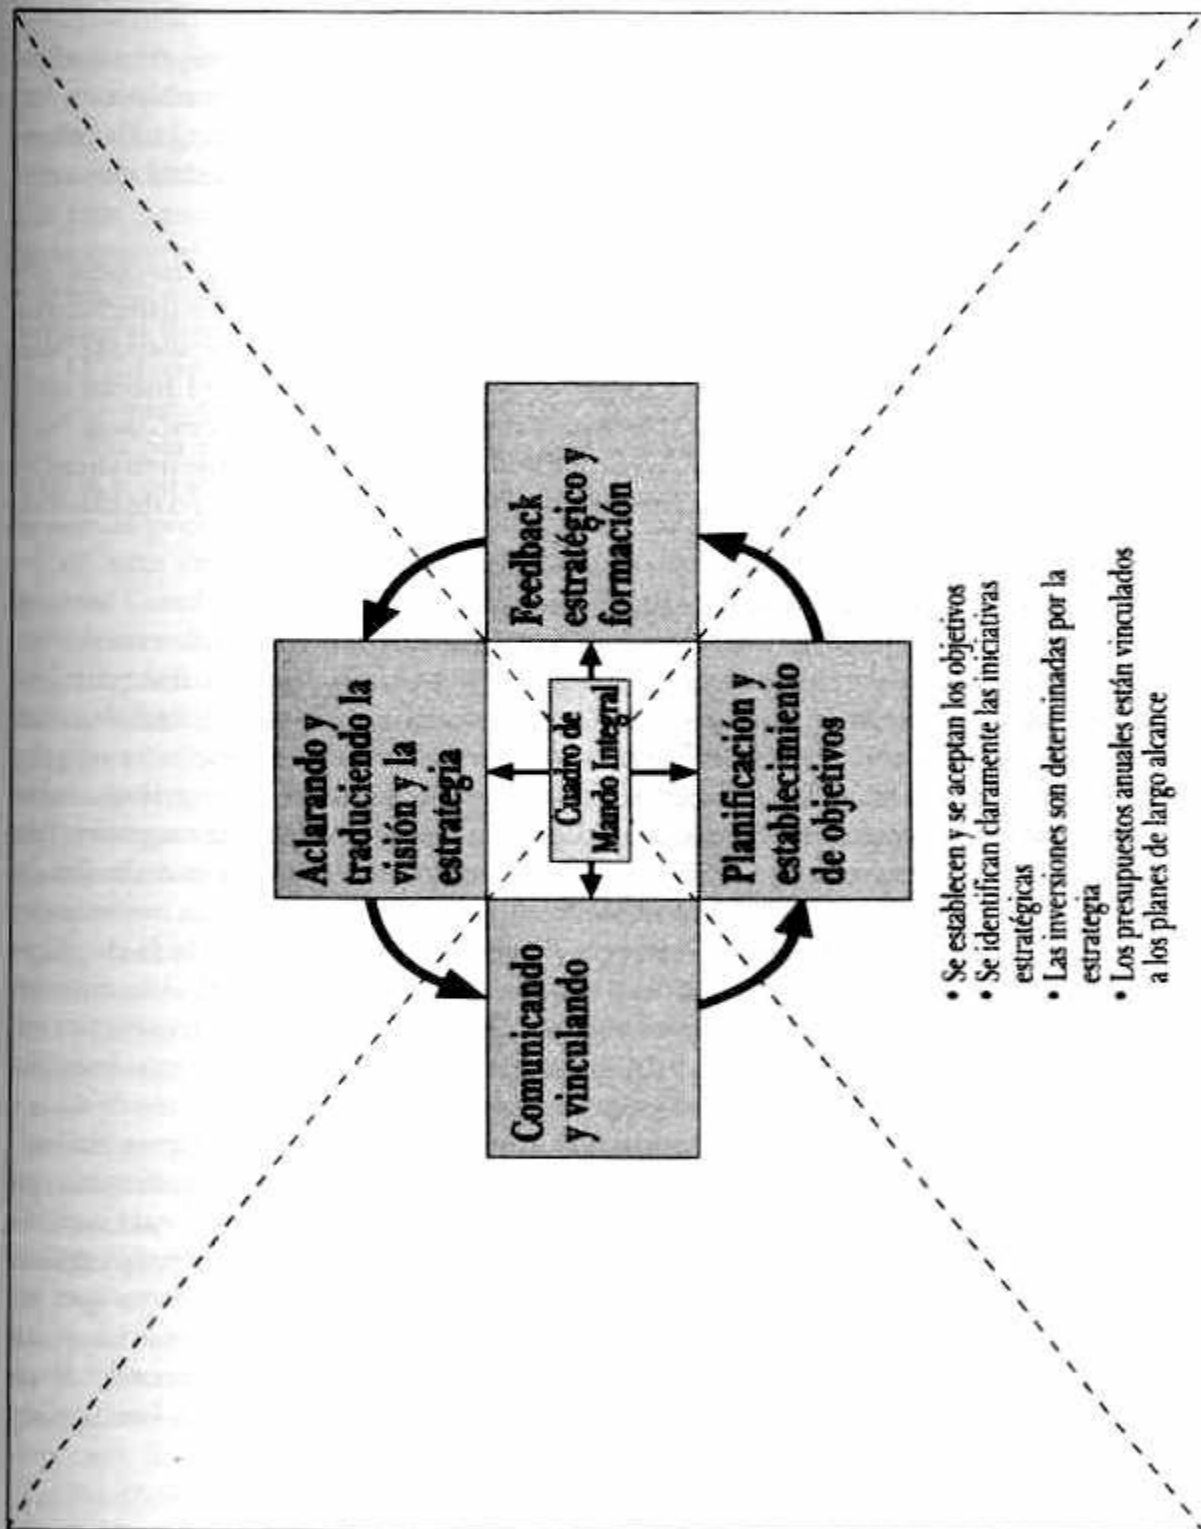 Aclarando y
traduciendo la
visión y la
estrategia
Comunicando
y vinculando
Cuadro de
Mando Integral
Feedback
estratégico y
formación
Planificación y
establecimiento
de objetivos
• Se establecen y se aceptan los objetivos
• Se identifican claramente las iniciativas
estratégicas
• Las inversiones son determinadas por la
estrategia
• Los presupuestos anuales están vinculados
a los planes de largo alcance